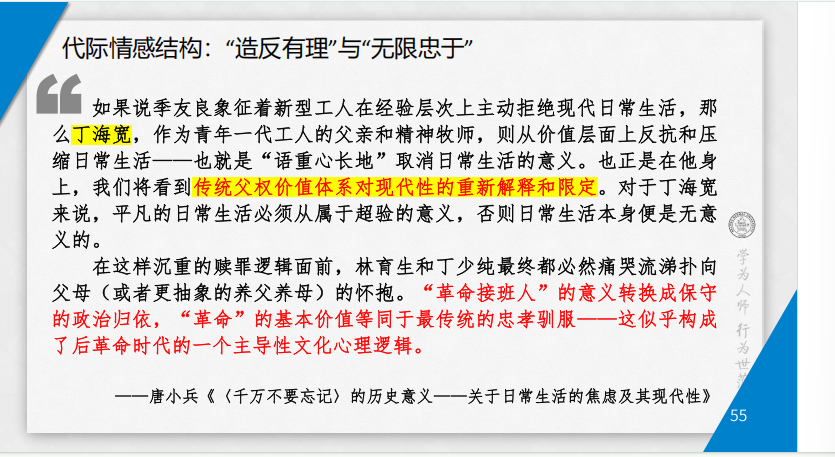 代际情感结构：“造反有理”与“无限忠于”
如果说季友良象征着新型工人在经验层次上主动拒绝现代日常生活，那
么丁海宽，作为青年一代工人的父亲和精神牧师，则从价值层面上反抗和压
缩日常生活——也就是“语重心长地”取消日常生活的意义。也正是在他身
上，我们将看到传统父权价值体系对现代性的重新解释和限定。对于丁海宽
来说，平凡的日常生活必须从属于超验的意义，否则日常生活本身便是无意
义的。
在这样沉重的赎罪逻辑面前，林育生和丁少纯最终都必然痛哭流涕扑向
父母（或者更抽象的养父养母）的怀抱。“革命接班人”的意义转换成保守
的政治归依，“革命”的基本价值等同于最传统的忠孝驯服——这似乎构成
了后革命时代的一个主导性文化心理逻辑。
——唐小兵《〈千万不要忘记〉的历史意义——关于日常生活的焦虑及其现代性》
学为人师 行为世范
55